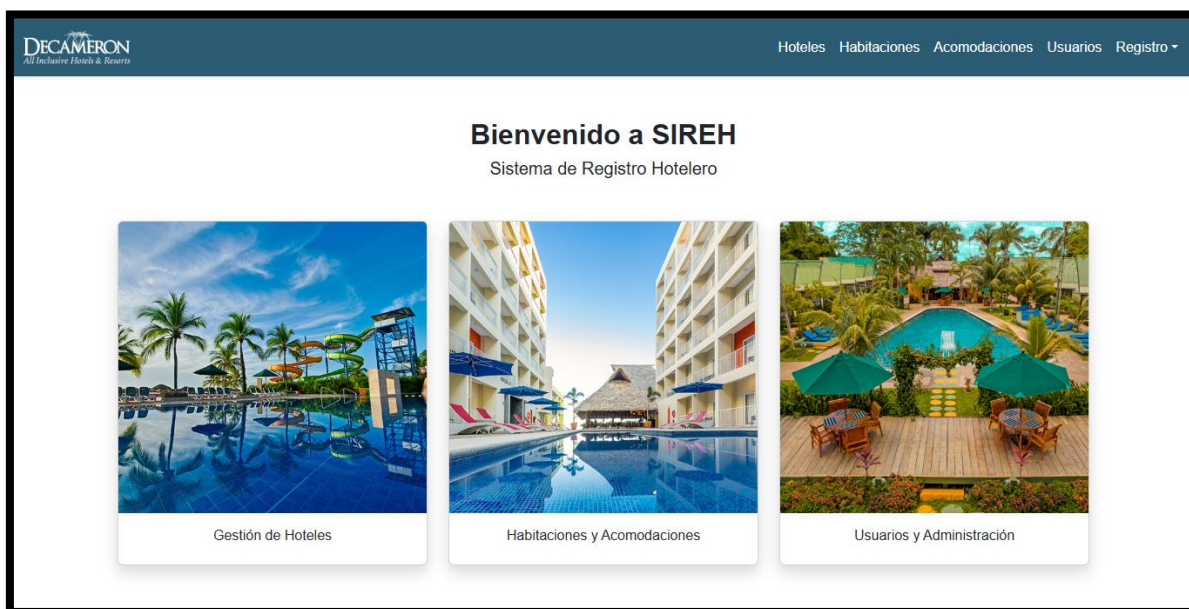 DECAMERON
All Inclusive Hotels & Resorts
Hoteles Habitaciones Acomodaciones Usuarios Registro
Bienvenido a SIREH
Sistema de Registro Hotelero
Gestión de Hoteles
Habitaciones y Acomodaciones
Usuarios y Administración